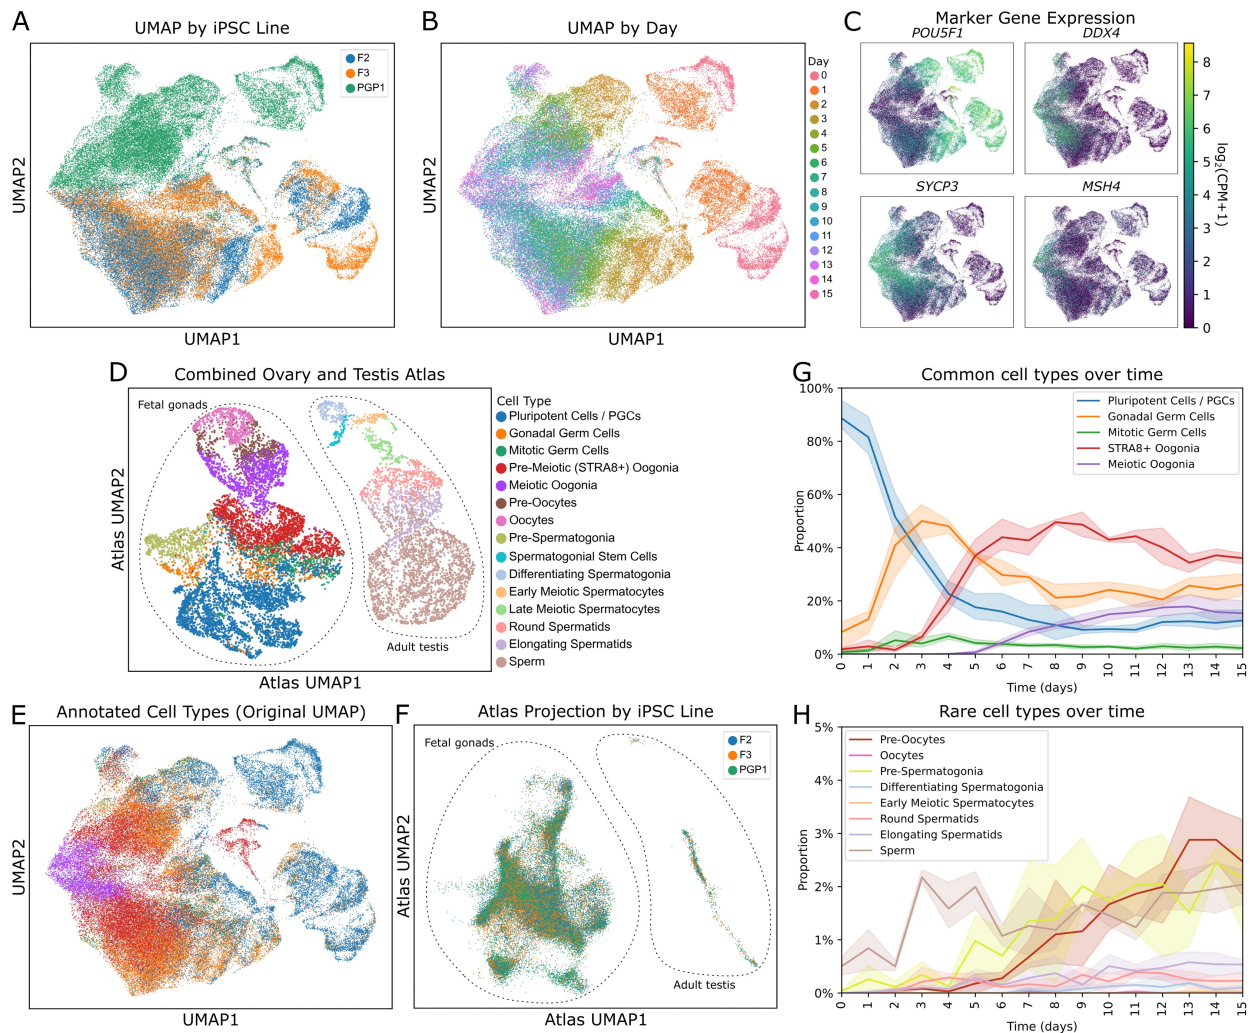 A
UMAP by iPSC Line
F2
F3
PGP1
UMAP2
UMAP1
B
UMAP by Day
UMAP2
UMAP1
Day
0
1
2
3
4
5
6
7
8
9
10
11
12
13
14
15
C
Marker Gene Expression
POU5F1
DDX4
SYCP3
MSH4
8
7
6
5
4
3
2
1
0
log₂(CPM+1)
D
Combined Ovary and Testis Atlas
Fetal gonads
Adult testis
Atlas UMAP2
Atlas UMAP1
Cell Type
Pluripotent Cells / PGCs
Gonadal Germ Cells
Mitotic Germ Cells
Pre-Meiotic (STRA8+) Oogonia
Meiotic Oogonia
Pre-Oocytes
Oocytes
Pre-Spermatogonia
Spermatogonial Stem Cells
Differentiating Spermatogonia
Early Meiotic Spermatocytes
Late Meiotic Spermatocytes
Round Spermatids
Elongating Spermatids
Sperm
G
Common cell types over time
100%
80%
60%
40%
20%
0%
Proportion
Pluripotent Cells / PGCs
Gonadal Germ Cells
Mitotic Germ Cells
STRA8+ Oogonia
Meiotic Oogonia
0 1 2 3 4 5 6 7 8 9 10 11 12 13 14 15
Time (days)
E
Annotated Cell Types (Original UMAP)
UMAP2
UMAP1
F
Atlas Projection by iPSC Line
Fetal gonads
F2
F3
PGP1
Adult testis
Atlas UMAP2
Atlas UMAP1
H
Rare cell types over time
5%
4%
3%
2%
1%
0%
Proportion
Pre-Oocytes
Oocytes
Pre-Spermatogonia
Differentiating Spermatogonia
Early Meiotic Spermatocytes
Round Spermatids
Elongating Spermatids
Sperm
0 1 2 3 4 5 6 7 8 9 10 11 12 13 14 15
Time (days)